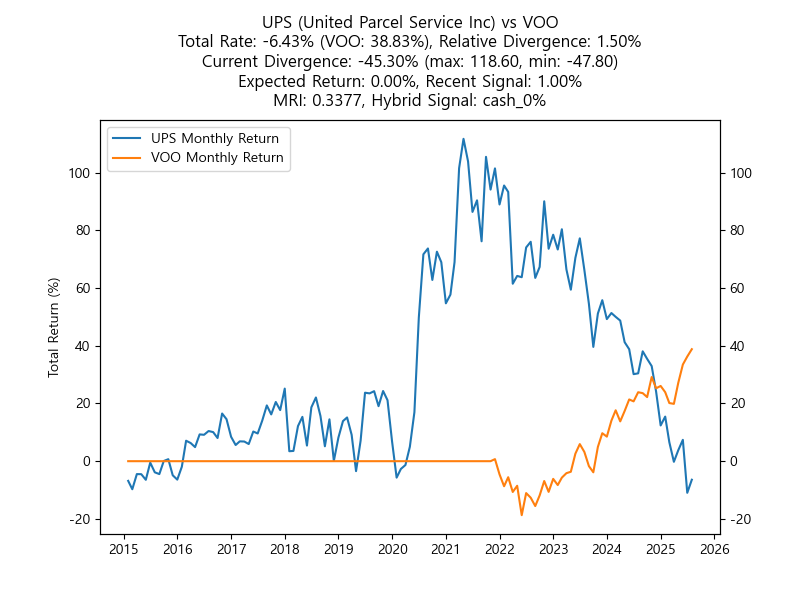 UPS (United Parcel Service Inc) vs VOO
Total Rate: -6.43% (VOO: 38.83%), Relative Divergence: 1.50%
Current Divergence: -45.30% (max: 118.60, min: -47.80)
Expected Return: 0.00%, Recent Signal: 1.00%
MRI: 0.3377, Hybrid Signal: cash_0%
UPS Monthly Return
VOO Monthly Return
Total Return (%)
100
80
60
40
20
0
-20
100
80
60
40
20
0
-20
2015 2016 2017 2018 2019 2020 2021 2022 2023 2024 2025 2026